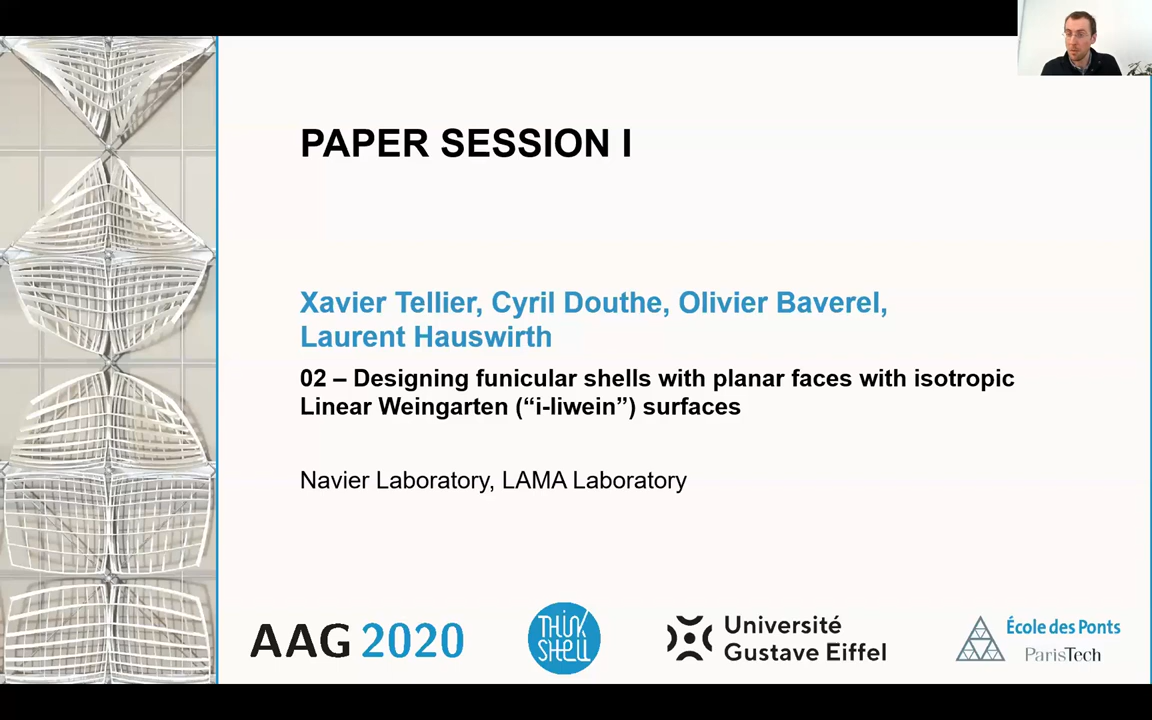 PAPER SESSION I
Xavier Tellier, Cyril Douthe, Olivier Baverel,
Laurent Hauswirth
02 – Designing funicular shells with planar faces with isotropic
Linear Weingarten (“i-liwein”) surfaces
Navier Laboratory, LAMA Laboratory
AAG 2020
THINK
SHELL
Université
Gustave Eiffel
École des Ponts
ParisTech